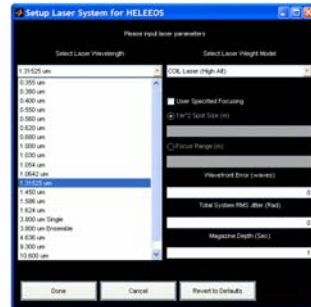 Setup Laser System for HELEEOS
Please input laser parameters
Select Laser Wavelength
Select Laser Weight Model
1.31525 um
COIL Laser (High Alt)
0.355 um
0.380 um
0.400 um
0.550 um
0.560 um
0.620 um
0.680 um
1.000 um
1.030 um
1.054 um
1.0642 um
1.31525 um
1.450 um
1.586 um
1.624 um
3.800 um Single
3.800 um Ensemble
4.636 um
9.300 um
10.600 um
User Specified Focusing
1/e^2 Spot Size (m)
Focus Range (m)
Wavefront Error (waves)
0
Total System RMS Jitter (Rad)
0
Magazine Depth (Sec)
1
Done
Cancel
Revert to Defaults